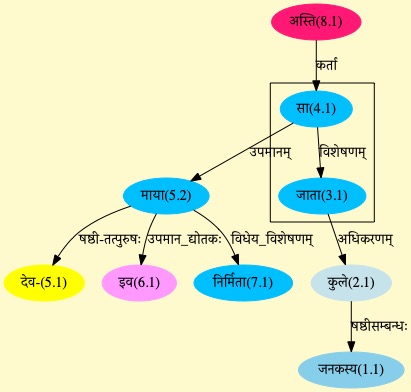 अस्ति(8.1)
कर्ता
सा(4.1)
उपमानम् विशेषणम्
माया(5.2) जाता(3.1)
षष्ठी-तत्पुरुषः उपमान_द्योतकः विधेय_विशेषणम् अधिकरणम्
देव-(5.1) इव(6.1) निर्मिता(7.1) कुले(2.1)
षष्ठीसम्बन्धः
जनकस्य(1.1)